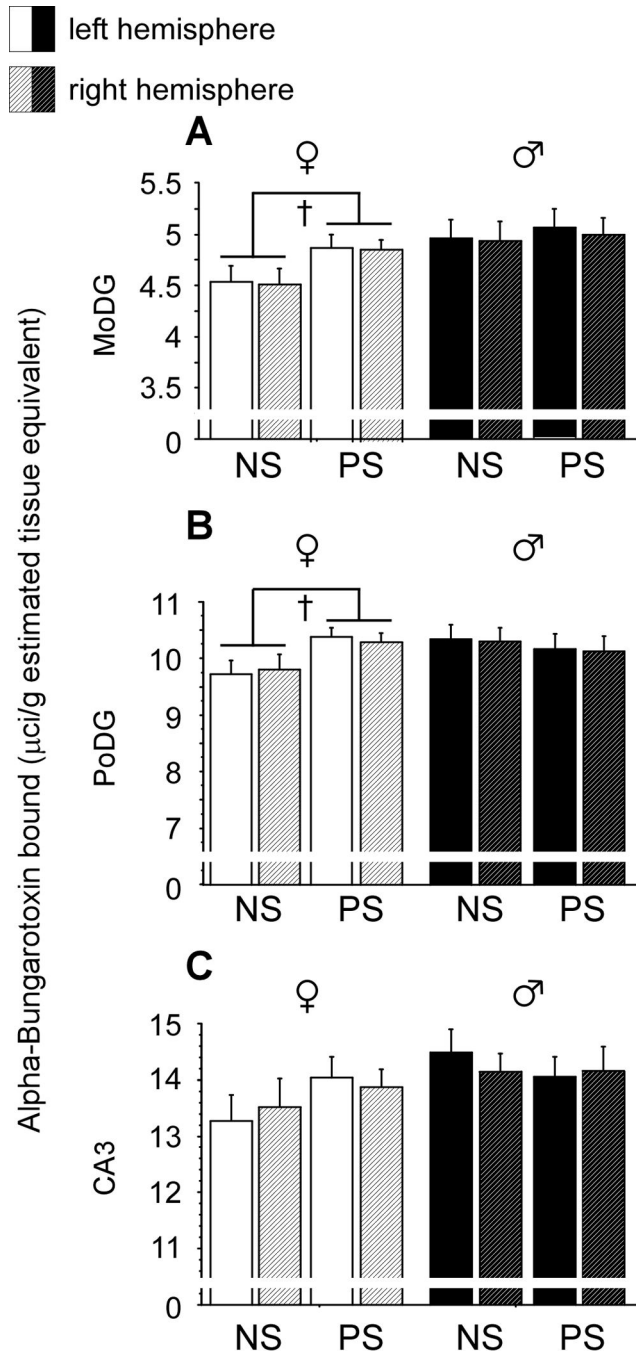 left hemisphere
right hemisphere
Alpha-Bungarotoxin bound (μci/g estimated tissue equivalent)
A
♀ ♂
MoDG
5.5
5
4.5
4
3.5
0
†
NS PS NS PS
B
♀ ♂
PoDG
11
10
9
8
7
0
†
NS PS NS PS
C
♀ ♂
CA3
15
14
13
12
11
0
NS PS NS PS